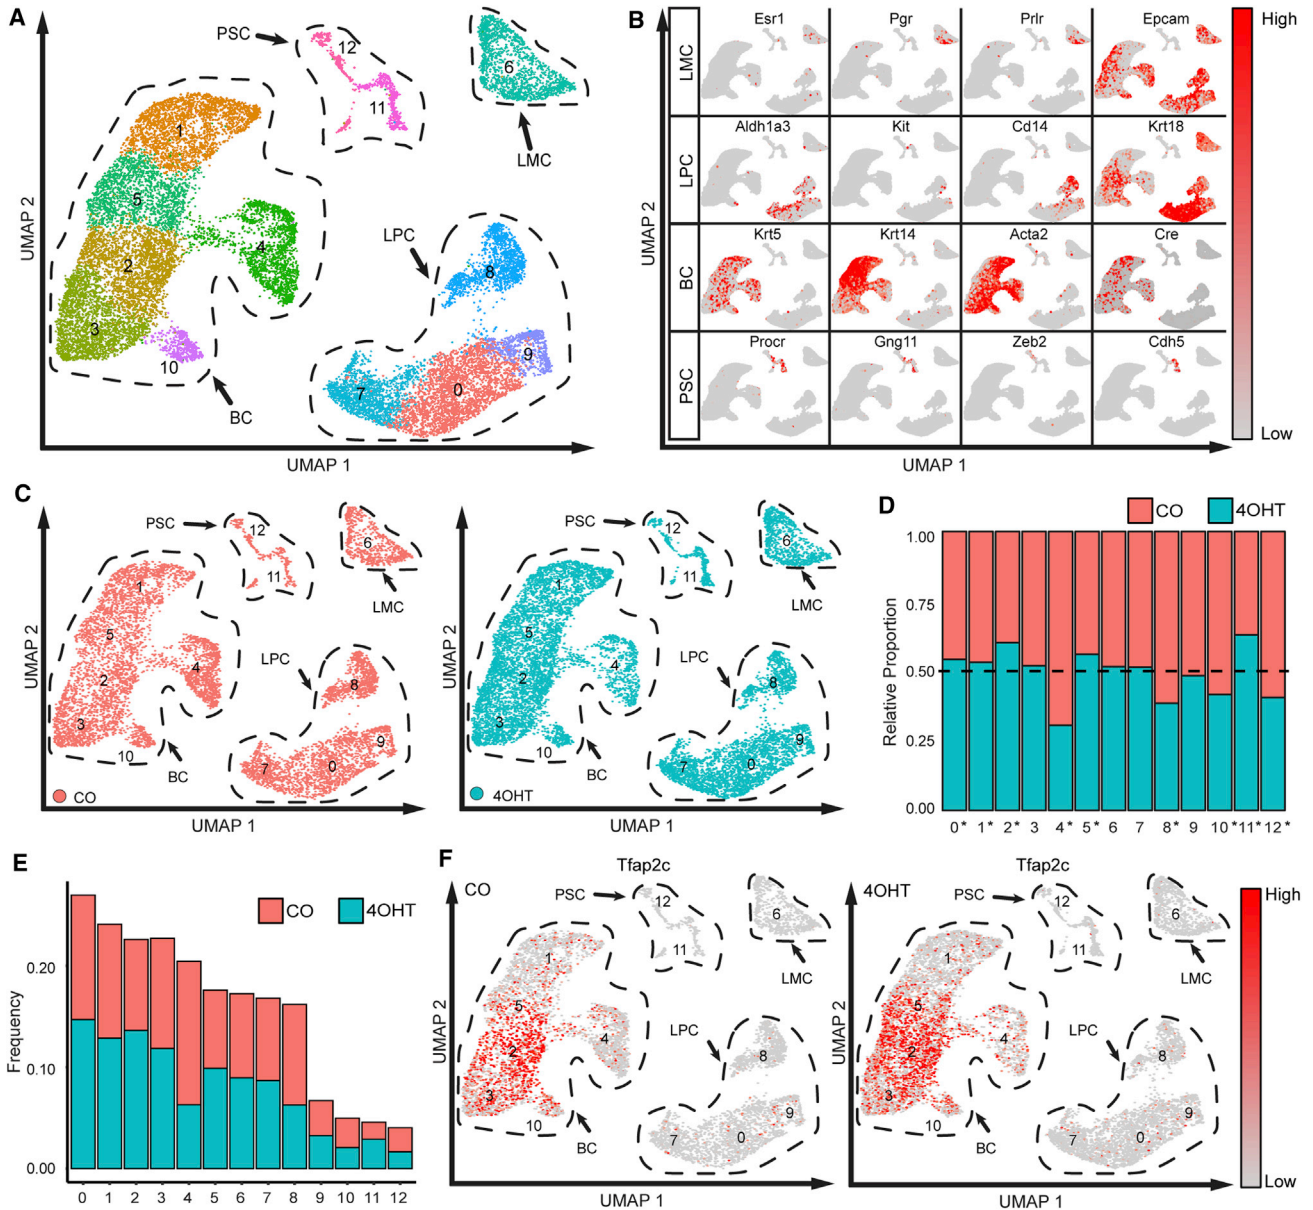 A
PSC
12
11
6
LMC
1
5
2
3
4
10
BC
LPC
8
7
0
9
UMAP 2
UMAP 1
B
LMC
LPC
BC
PSC
Esr1
Pgr
Prlr
Epcam
Aldh1a3
Kit
Cd14
Krt18
Krt5
Krt14
Acta2
Cre
Procr
Gng11
Zeb2
Cdh5
High
Low
UMAP 2
UMAP 1
C
PSC
12
11
6
LMC
1
5
2
3
4
10
BC
LPC
8
7
0
9
CO
UMAP 2
UMAP 1
PSC
12
11
6
LMC
1
5
2
3
4
10
BC
LPC
8
7
0
9
4OHT
UMAP 2
UMAP 1
D
CO
4OHT
Relative Proportion
1.00
0.75
0.50
0.25
0.00
0* 1* 2* 3 4* 5* 6 7 8* 9 10* 11* 12*
E
CO
4OHT
Frequency
0.20
0.10
0.00
0 1 2 3 4 5 6 7 8 9 10 11 12
F
CO
Tfap2c
PSC
12
11
6
LMC
1
5
2
3
4
10
BC
LPC
8
7
0
9
UMAP 2
UMAP 1
4OHT
Tfap2c
PSC
12
11
6
LMC
1
5
2
3
4
10
BC
LPC
8
7
0
9
UMAP 2
UMAP 1
High
Low